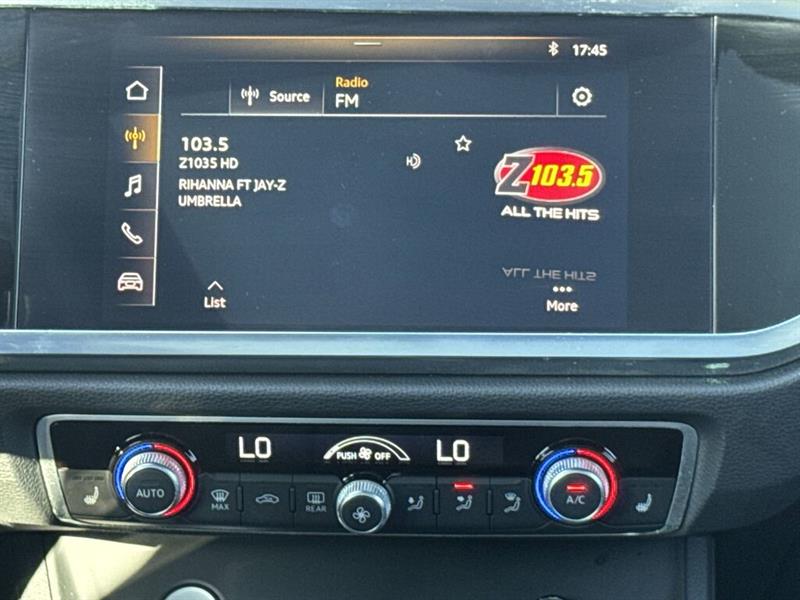 17:45
Source
Radio
FM
103.5
Z1035 HD
RIHANNA FT JAY-Z
UMBRELLA
HD
Z103.5
ALL THE HITS
ALL THE HITS
List
More
LO
PUSH OFF
LO
AUTO
MAX
REAR
A/C